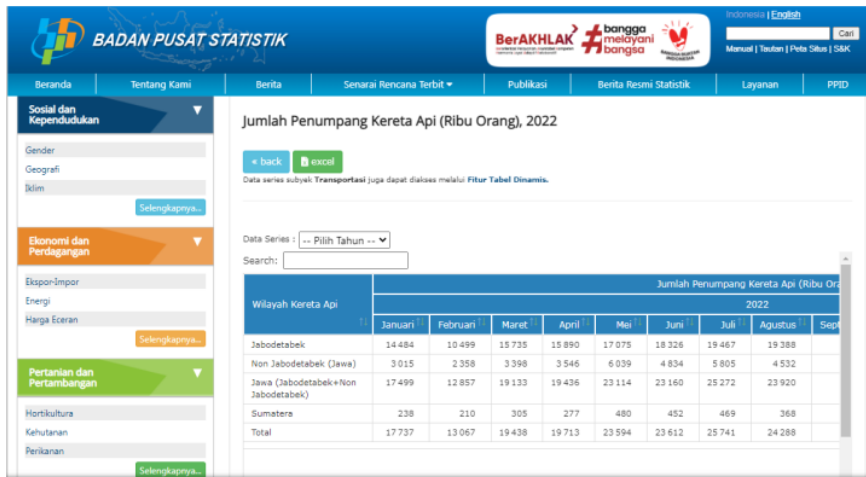 BADAN PUSAT STATISTIK
BerAKHLAK
bangga
melayani
bangsa
Indonesia | English
Cari
Manual | Tautan | Peta Situs | S&K
Beranda Tentang Kami Berita Senarai Rencana Terbit Publikasi Berita Resmi Statistik Layanan PPID
Sosial dan
Kependudukan
Gender
Geografi
Iklim
Selengkapnya...
Ekonomi dan
Perdagangan
Ekspor-Impor
Energi
Harga Eceran
Selengkapnya...
Pertanian dan
Pertambangan
Hortikultura
Kehutanan
Perikanan
Selengkapnya...
Jumlah Penumpang Kereta Api (Ribu Orang), 2022
« back excel
Data series subyek Transportasi juga dapat diakses melalui Fitur Tabel Dinamis.
Data Series : -- Pilih Tahun --
Search:
Jumlah Penumpang Kereta Api (Ribu Ora
Wilayah Kereta Api 2022
Januari Februari Maret April Mei Juni Juli Agustus Sept
Jabodetabek 14 484 10 499 15 735 15 890 17 075 18 326 19 467 19 388
Non Jabodetabek (Jawa) 3 015 2 358 3 398 3 546 6 039 4 834 5 805 4 532
Jawa (Jabodetabek+Non 17 499 12 857 19 133 19 436 23 114 23 160 25 272 23 920
Jabodetabek)
Sumatera 238 210 305 277 480 452 469 368
Total 17 737 13 067 19 438 19 713 23 594 23 612 25 741 24 288